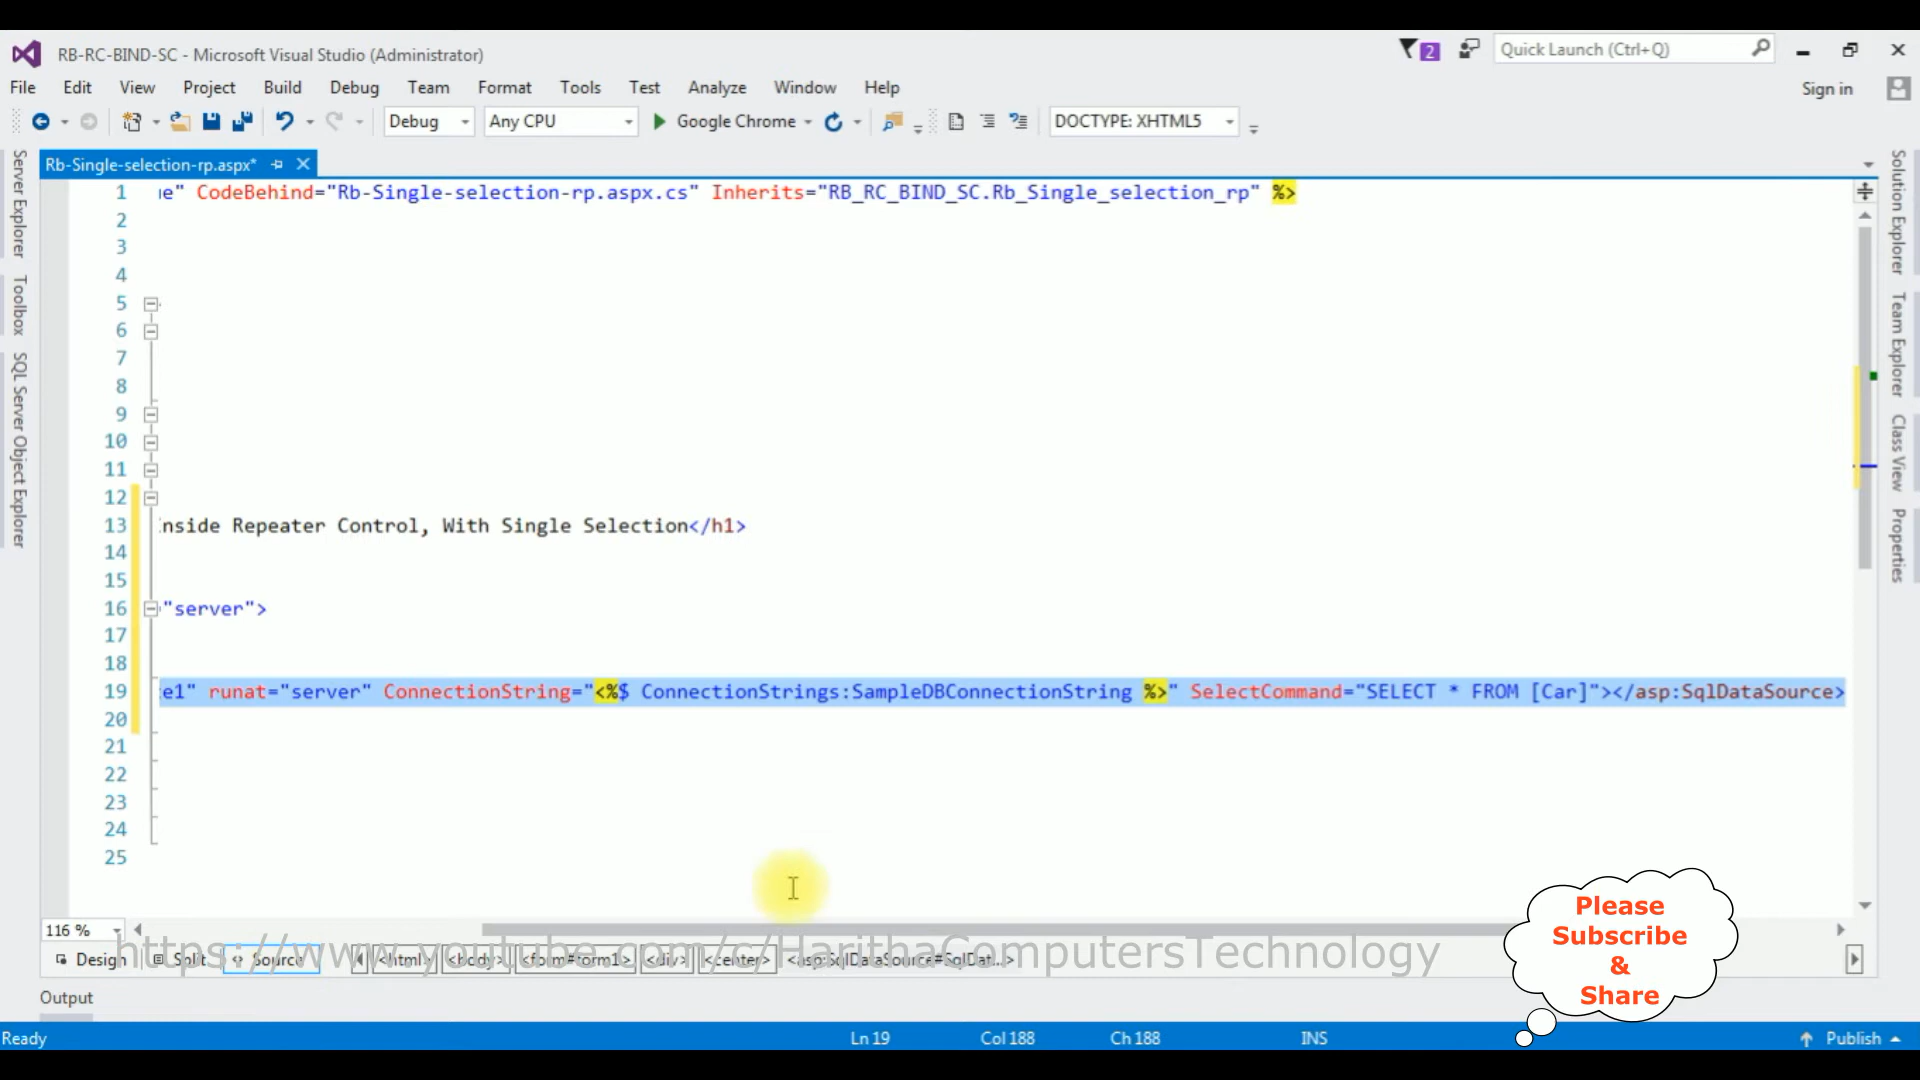 RB-RC-BIND-SC - Microsoft Visual Studio (Administrator)
2
Quick Launch (Ctrl+Q)
File Edit View Project Build Debug Team Format Tools Test Analyze Window Help
Sign in
Debug Any CPU Google Chrome DOCTYPE: XHTML5
Rb-Single-selection-rp.aspx*
Server Explorer
Toolbox
SQL Server Object Explorer
Solution Explorer
Team Explorer
Class View
Properties
1 ue" CodeBehind="Rb-Single-selection-rp.aspx.cs" Inherits="RB_RC_BIND_SC.Rb_Single_selection_rp" %>
2
3
4
5
6
7
8
9
10
11
12
13 Inside Repeater Control, With Single Selection</h1>
14
15
16 "server">
17
18
19 ce1" runat="server" ConnectionString="<%$ ConnectionStrings:SampleDBConnectionString %>" SelectCommand="SELECT * FROM [Car]"></asp:SqlDataSource>
20
21
22
23
24
25
116 %
Design Split Source <html> <body> <form#form1> <div> <center> <asp:SqlDataSource#SqlDat...>
https://www.youtube.com/c/HarithaComputersTechnology
Please
Subscribe
&
Share
Output
Ready Ln 19 Col 188 Ch 188 INS Publish